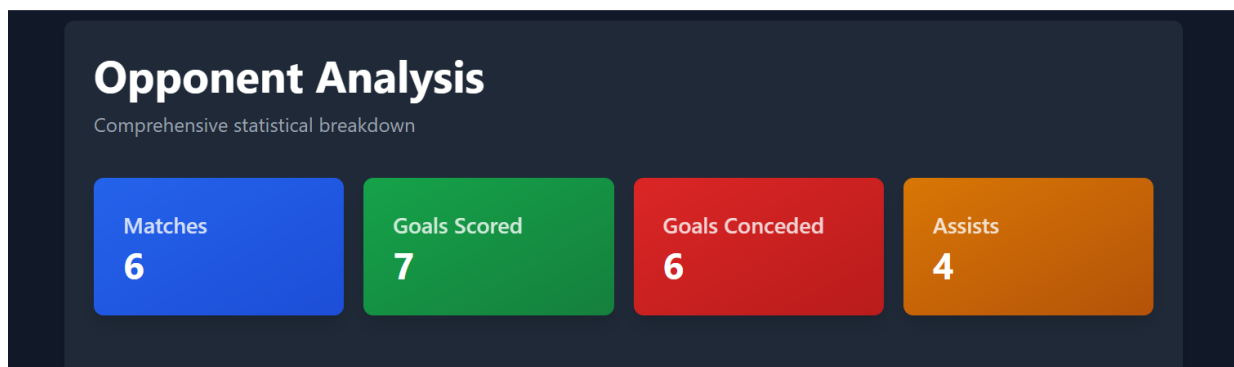 Opponent Analysis
Comprehensive statistical breakdown
Matches
6
Goals Scored
7
Goals Conceded
6
Assists
4